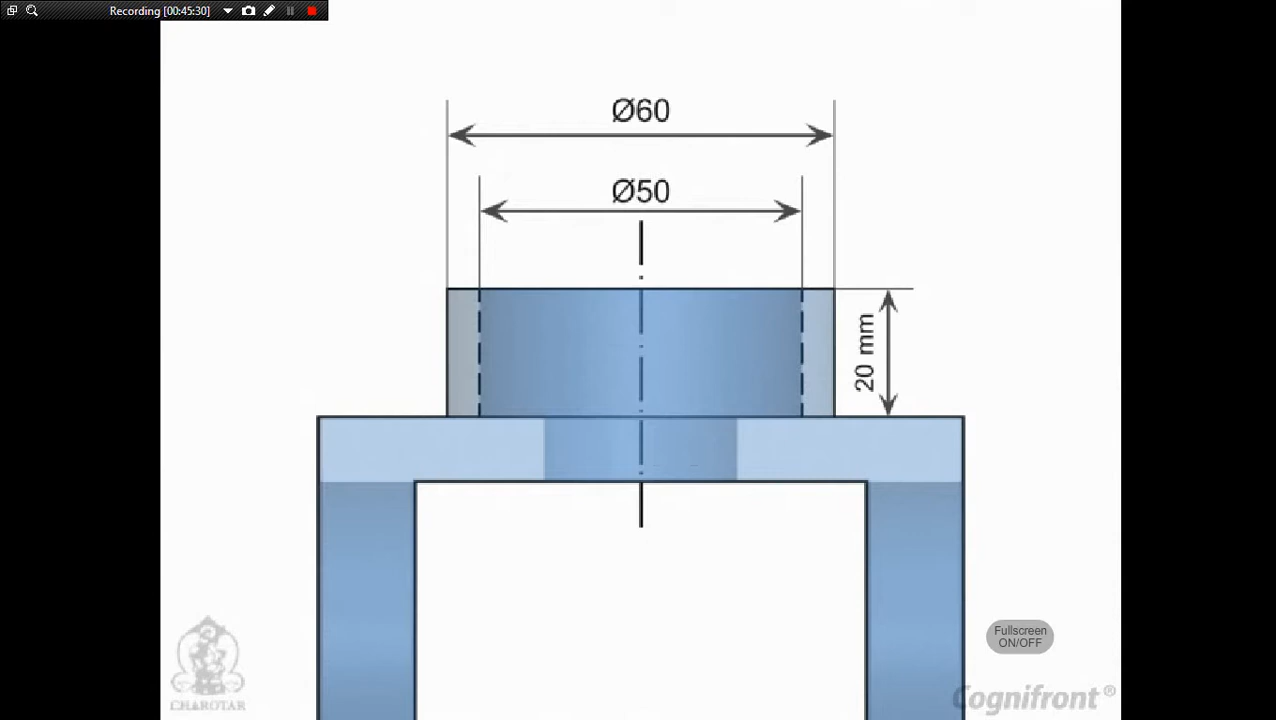 Recording [00:45:30]
Ø60
Ø50
20 mm
Fullscreen
ON/OFF
CHAROTAR
Cognifront®